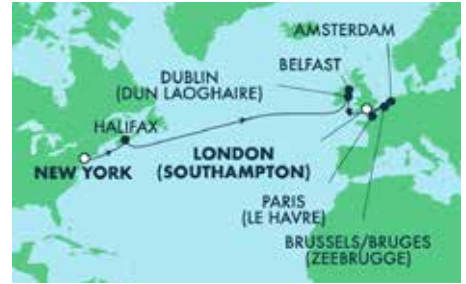 AMSTERDAM
BELFAST
DUBLIN
(DUN LAOGHAIRE)
HALIFAX
NEW YORK
LONDON
(SOUTHAMPTON)
PARIS
(LE HAVRE)
BRUSSELS/BRUGES
(ZEEBRUGGE)